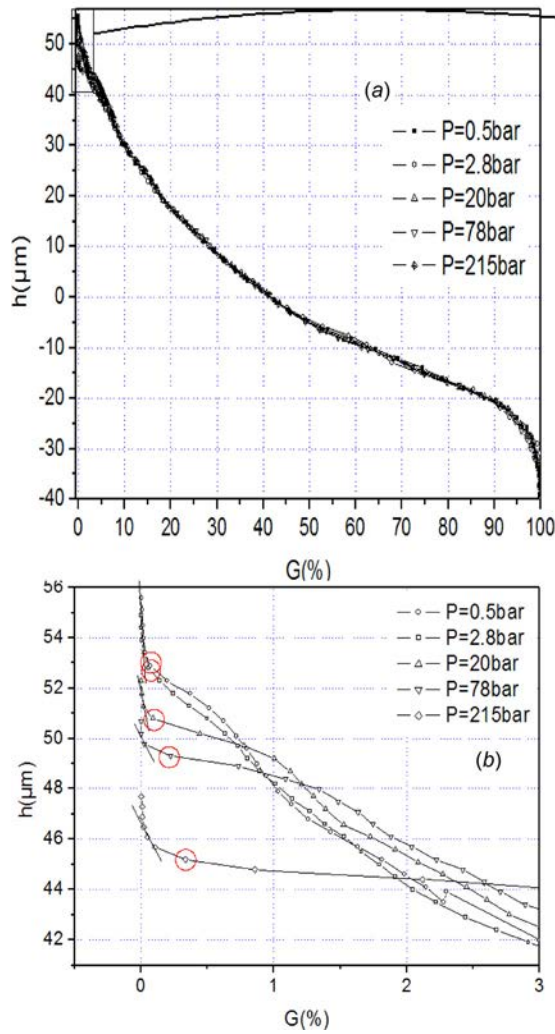 50
40
30
20
10
0
-10
-20
-30
-40
h(µm)
(a)
P=0.5bar
P=2.8bar
P=20bar
P=78bar
P=215bar
0 10 20 30 40 50 60 70 80 90 100
G(%)
56
54
52
50
48
46
44
42
h(µm)
P=0.5bar
P=2.8bar
P=20bar
P=78bar
P=215bar
(b)
0 1 2 3
G(%)